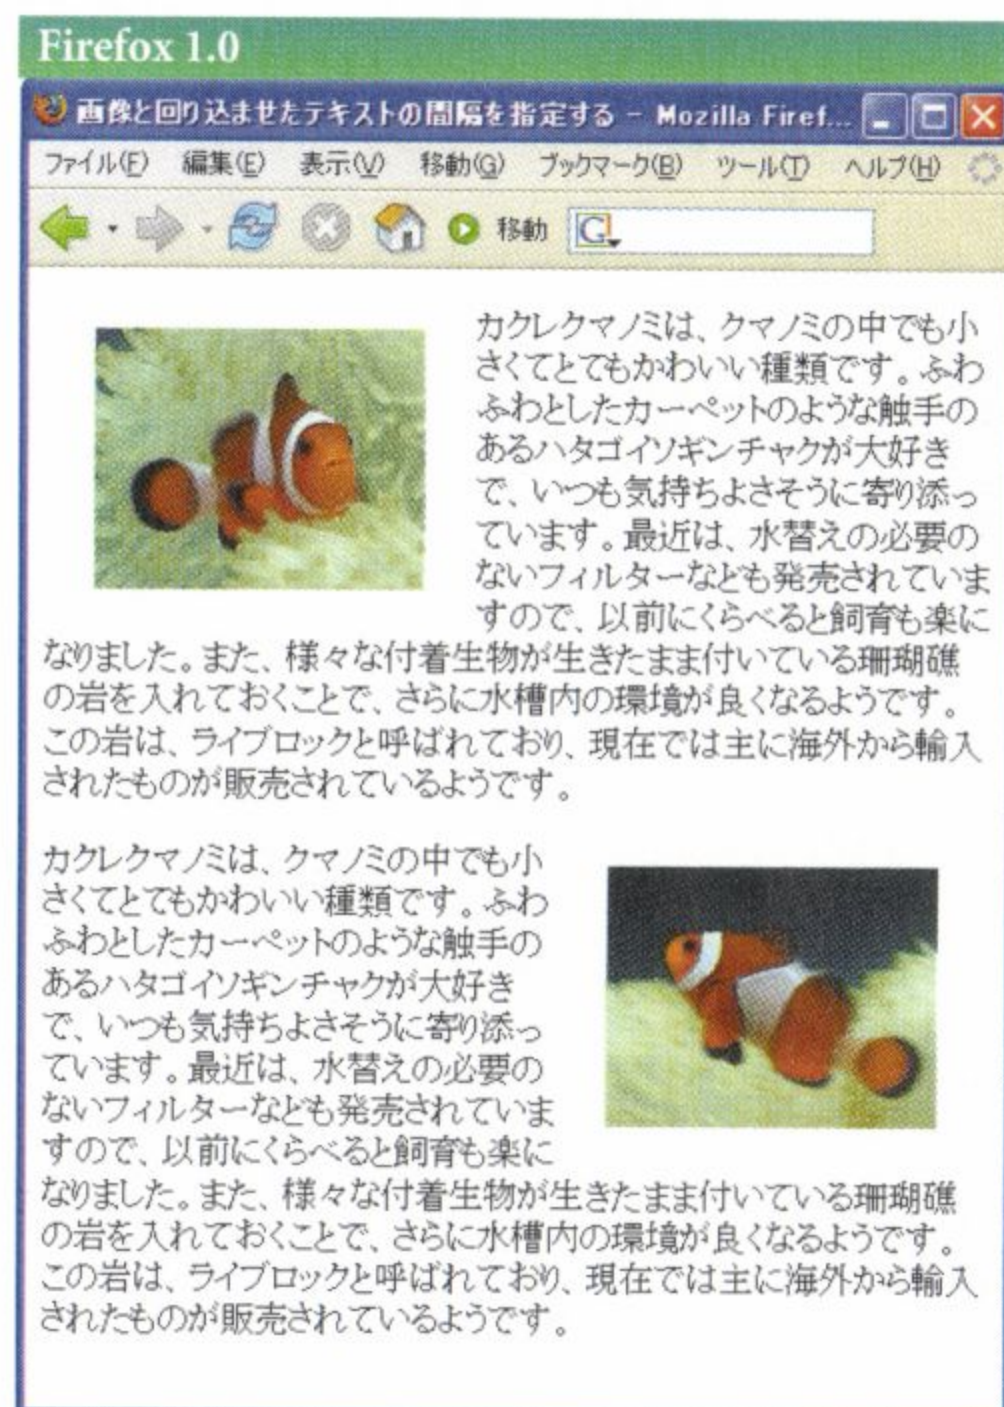 Firefox 1.0
画像と回り込ませたテキストの間隔を指定する - Mozilla Firef...
ファイル(F) 編集(E) 表示(V) 移動(G) ブックマーク(B) ツール(T) ヘルプ(H)
移動 G
カクレクマノミは、クマノミの中でも小
さくてとてもかわいい種類です。ふわ
ふわとしたカーペットのような触手の
あるハタゴイソギンチャクが大好き
で、いつも気持ちよさそうに寄り添っ
ています。最近は、水替えの必要の
ないフィルターなども発売されていま
すので、以前にくらべると飼育も楽に
なりました。また、様々な付着生物が生きたまま付いている珊瑚礁
の岩を入れておくことで、さらに水槽内の環境が良くなるようです。
この岩は、ライブロックと呼ばれており、現在では主に海外から輸入
されたものが販売されているようです。
カクレクマノミは、クマノミの中でも小
さくてとてもかわいい種類です。ふわ
ふわとしたカーペットのような触手の
あるハタゴイソギンチャクが大好き
で、いつも気持ちよさそうに寄り添っ
ています。最近は、水替えの必要の
ないフィルターなども発売されていま
すので、以前にくらべると飼育も楽に
なりました。また、様々な付着生物が生きたまま付いている珊瑚礁
の岩を入れておくことで、さらに水槽内の環境が良くなるようです。
この岩は、ライブロックと呼ばれており、現在では主に海外から輸入
されたものが販売されているようです。